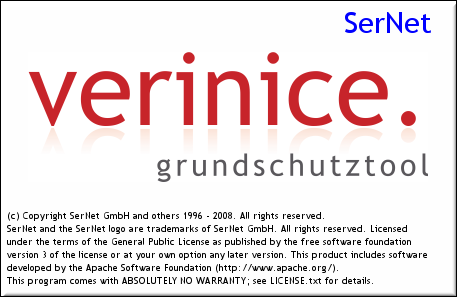 SerNet
verinice.
grundschutztool
(c) Copyright SerNet GmbH and others 1996 - 2008. All rights reserved.
SerNet and the SerNet logo are trademarks of SerNet GmbH. All rights reserved. Licensed
under the terms of the General Public License as published by the free software foundation
version 3 of the license or at your own option any later version. This product includes software
developed by the Apache Software Foundation (http://www.apache.org/).
This program comes with ABSOLUTELY NO WARRANTY; see LICENSE.txt for details.